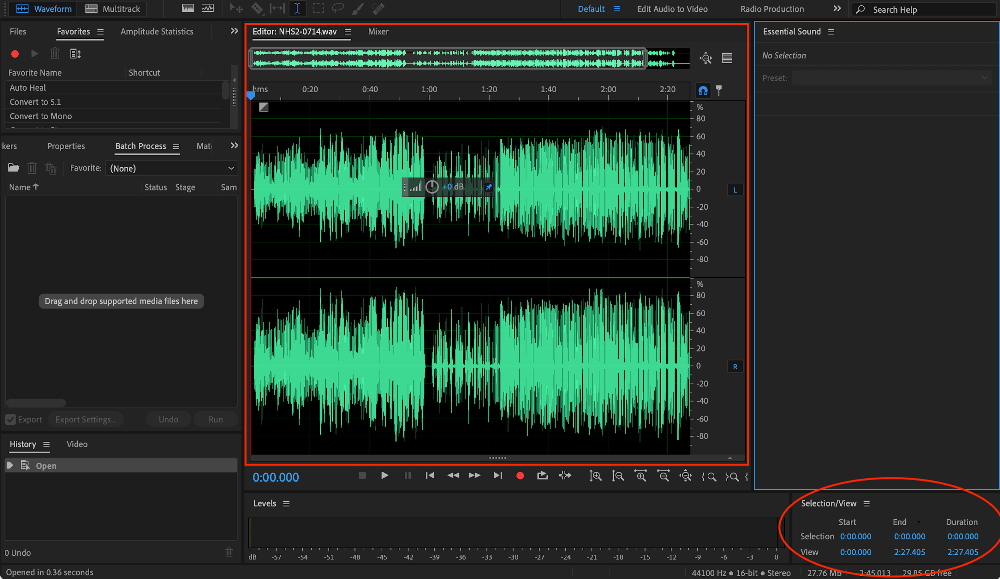 Waveform Multitrack Default Edit Audio to Video Radio Production Search Help
Files Favorites Amplitude Statistics
Favorite Name Shortcut
Auto Heal
Convert to 5.1
Convert to Mono
kers Properties Batch Process Mat
Favorite: (None)
Name Status Stage Sam
Drag and drop supported media files here
Export Export Settings... Undo Run
History Video
Open
0 Undo
Opened in 0.36 seconds
Editor: NHS2-0714.wav Mixer
hms 0:20 0:40 1:00 1:20 1:40 2:00 2:20
%
80
60
40
20
+0 dB
0
L
-20
-40
-60
-80
%
80
60
40
20
0
R
-20
-40
-60
-80
0:00.000
Levels
dB -57 -54 -51 -48 -45 -42 -39 -36 -33 -30 -27 -24 -21 -18 -15 -12 -9 -6 -3 0
Essential Sound
No Selection
Preset:
Selection/View
Start End Duration
Selection 0:00.000 0:00.000 0:00.000
View 0:00.000 2:27.405 2:27.405
44100 Hz ● 16-bit ● Stereo 27.76 MB 2:45.013 29.85 GB free